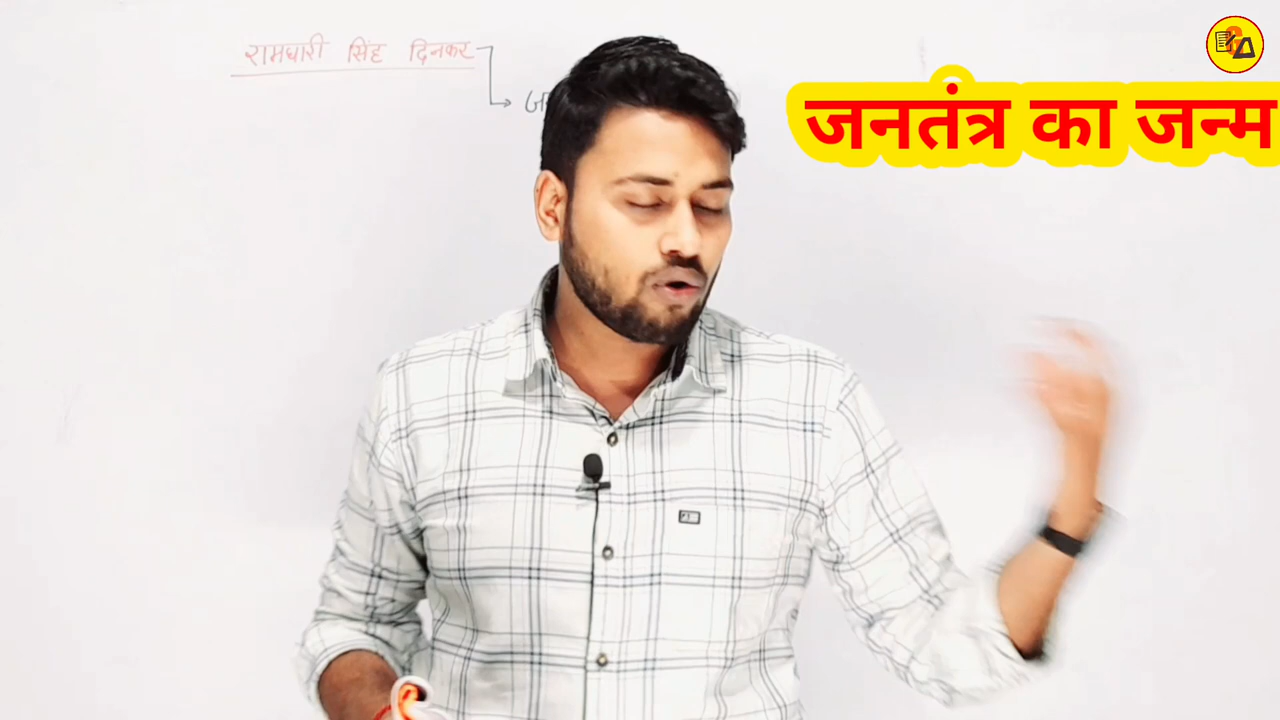 रामधारी सिंह दिनकर
जनतंत्र का जन्म